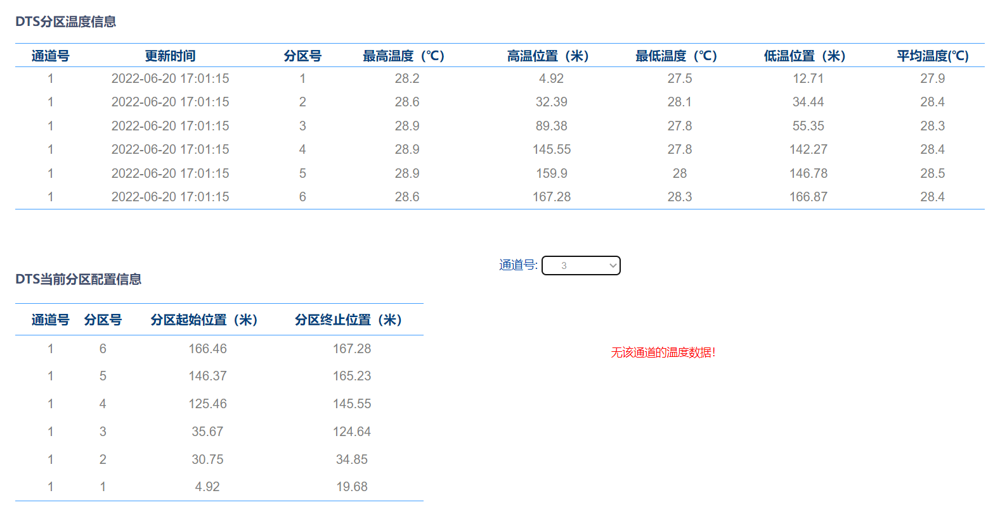 DTS分区温度信息
通道号 更新时间 分区号 最高温度（℃） 高温位置（米） 最低温度（℃） 低温位置（米） 平均温度(℃)
1 2022-06-20 17:01:15 1 28.2 4.92 27.5 12.71 27.9
1 2022-06-20 17:01:15 2 28.6 32.39 28.1 34.44 28.4
1 2022-06-20 17:01:15 3 28.9 89.38 27.8 55.35 28.3
1 2022-06-20 17:01:15 4 28.9 145.55 27.8 142.27 28.4
1 2022-06-20 17:01:15 5 28.9 159.9 28 146.78 28.5
1 2022-06-20 17:01:15 6 28.6 167.28 28.3 166.87 28.4
通道号: 3
DTS当前分区配置信息
通道号 分区号 分区起始位置（米） 分区终止位置（米）
1 6 166.46 167.28
1 5 146.37 165.23
1 4 125.46 145.55
1 3 35.67 124.64
1 2 30.75 34.85
1 1 4.92 19.68
无该通道的温度数据!